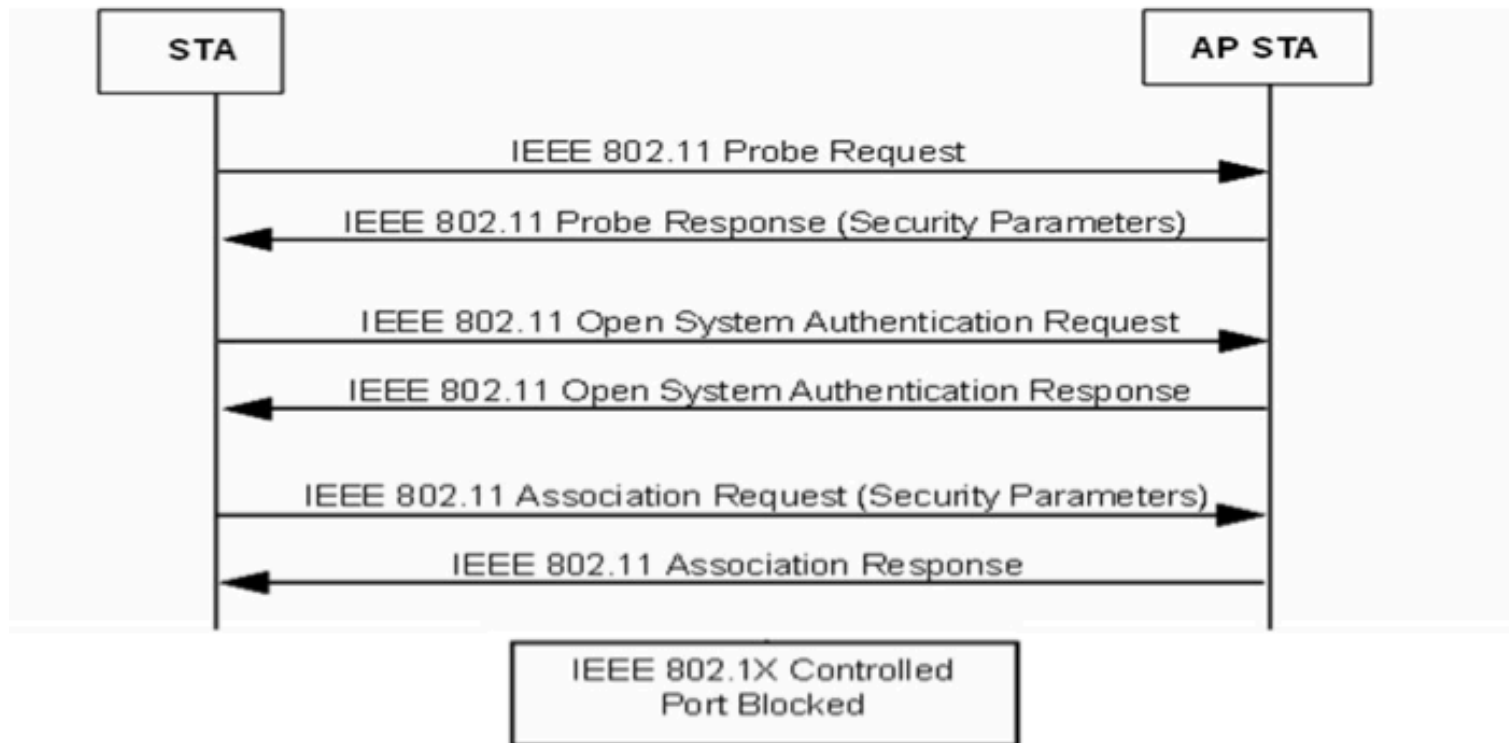 STA
AP STA
IEEE 802.11 Probe Request
IEEE 802.11 Probe Response (Security Parameters)
IEEE 802.11 Open System Authentication Request
IEEE 802.11 Open System Authentication Response
IEEE 802.11 Association Request (Security Parameters)
IEEE 802.11 Association Response
IEEE 802.1X Controlled
Port Blocked